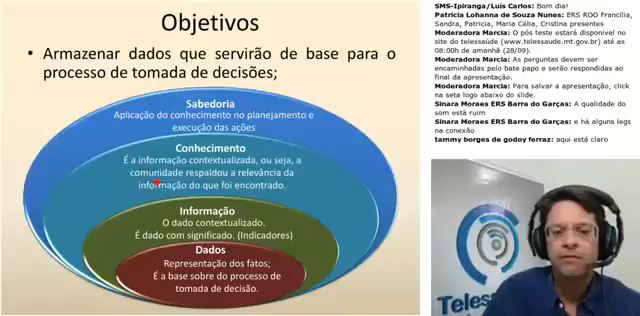 Objetivos
• Armazenar dados que servirão de base para o
processo de tomada de decisões;
Sabedoria
Aplicação do conhecimento no planejamento e
execução das ações
Conhecimento
É a informação contextualizada, ou seja, a
comunidade respaldou a relevância da
informação do que foi encontrado.
Informação
O dado contextualizado.
É dado com significado. (Indicadores)
Dados
Representação dos fatos;
É a base sobre do processo de
tomada de decisão.
SMS-Ipiranga/Luis Carlos: Bom dia!
Patricia Lohanna de Souza Nunes: ERS ROO Francilia,
Sandra, Patricia, Maria Célia, Cristina presentes
Moderadora Marcia: O pós teste estará disponivel no
site do telessaúde (www.telessaude.mt.gov.br) até as
08:00h de amanhã (28/09).
Moderadora Marcia: As perguntas devem ser
encaminhadas pelo bate papo e serão respondidas ao
final da apresentação.
Moderadora Marcia: Para salvar a apresentação, click
na seta logo abaixo do slide.
Sinara Moraes ERS Barra do Garças: A qualidade do
som está ruim
Sinara Moraes ERS Barra do Garças: e há alguns legs
na conexão
tammy borges de godoy ferraz: aqui está claro
Teless